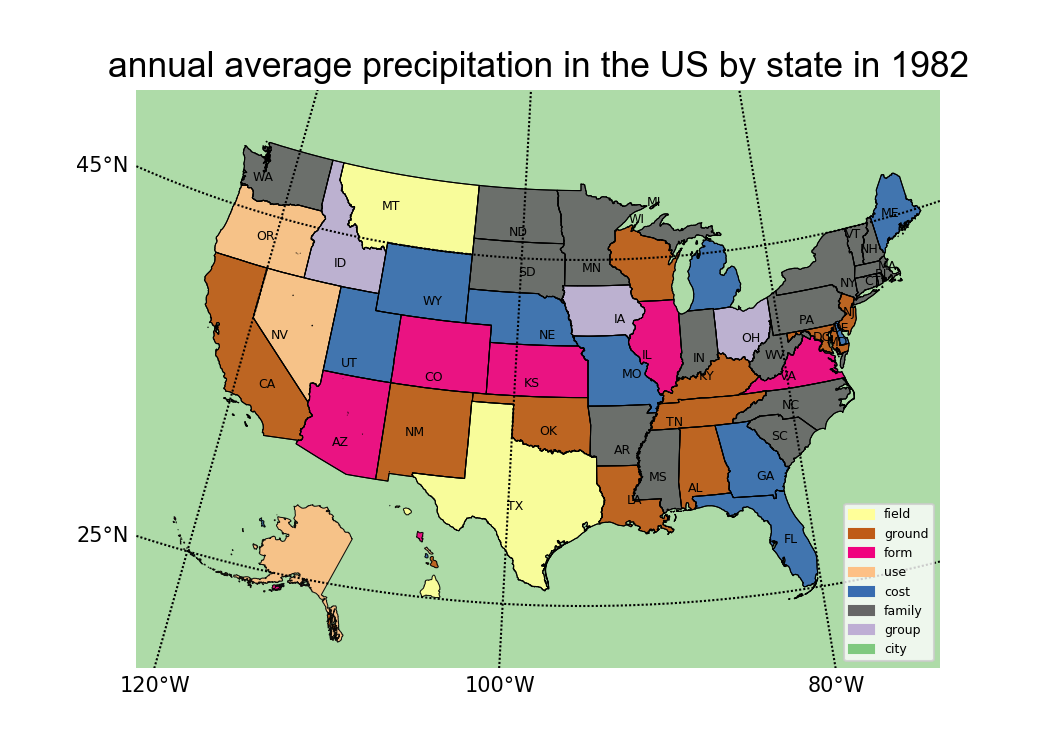 annual average precipitation in the US by state in 1982
45°N
WA
MT
ME
MI
WI
OR
ND
VT
NH
ID
SD
MN
MA
NY
CT
WY
IA
PA
NJ
NV
NE
OH
DC
DE
MD
UT
IL
IN
WV
CO
KS
MO
KY
VA
CA
NC
TN
AZ
NM
OK
SC
AR
MS
AL
GA
LA
TX
25°N
FL
field
ground
form
use
cost
family
group
city
120°W
100°W
80°W